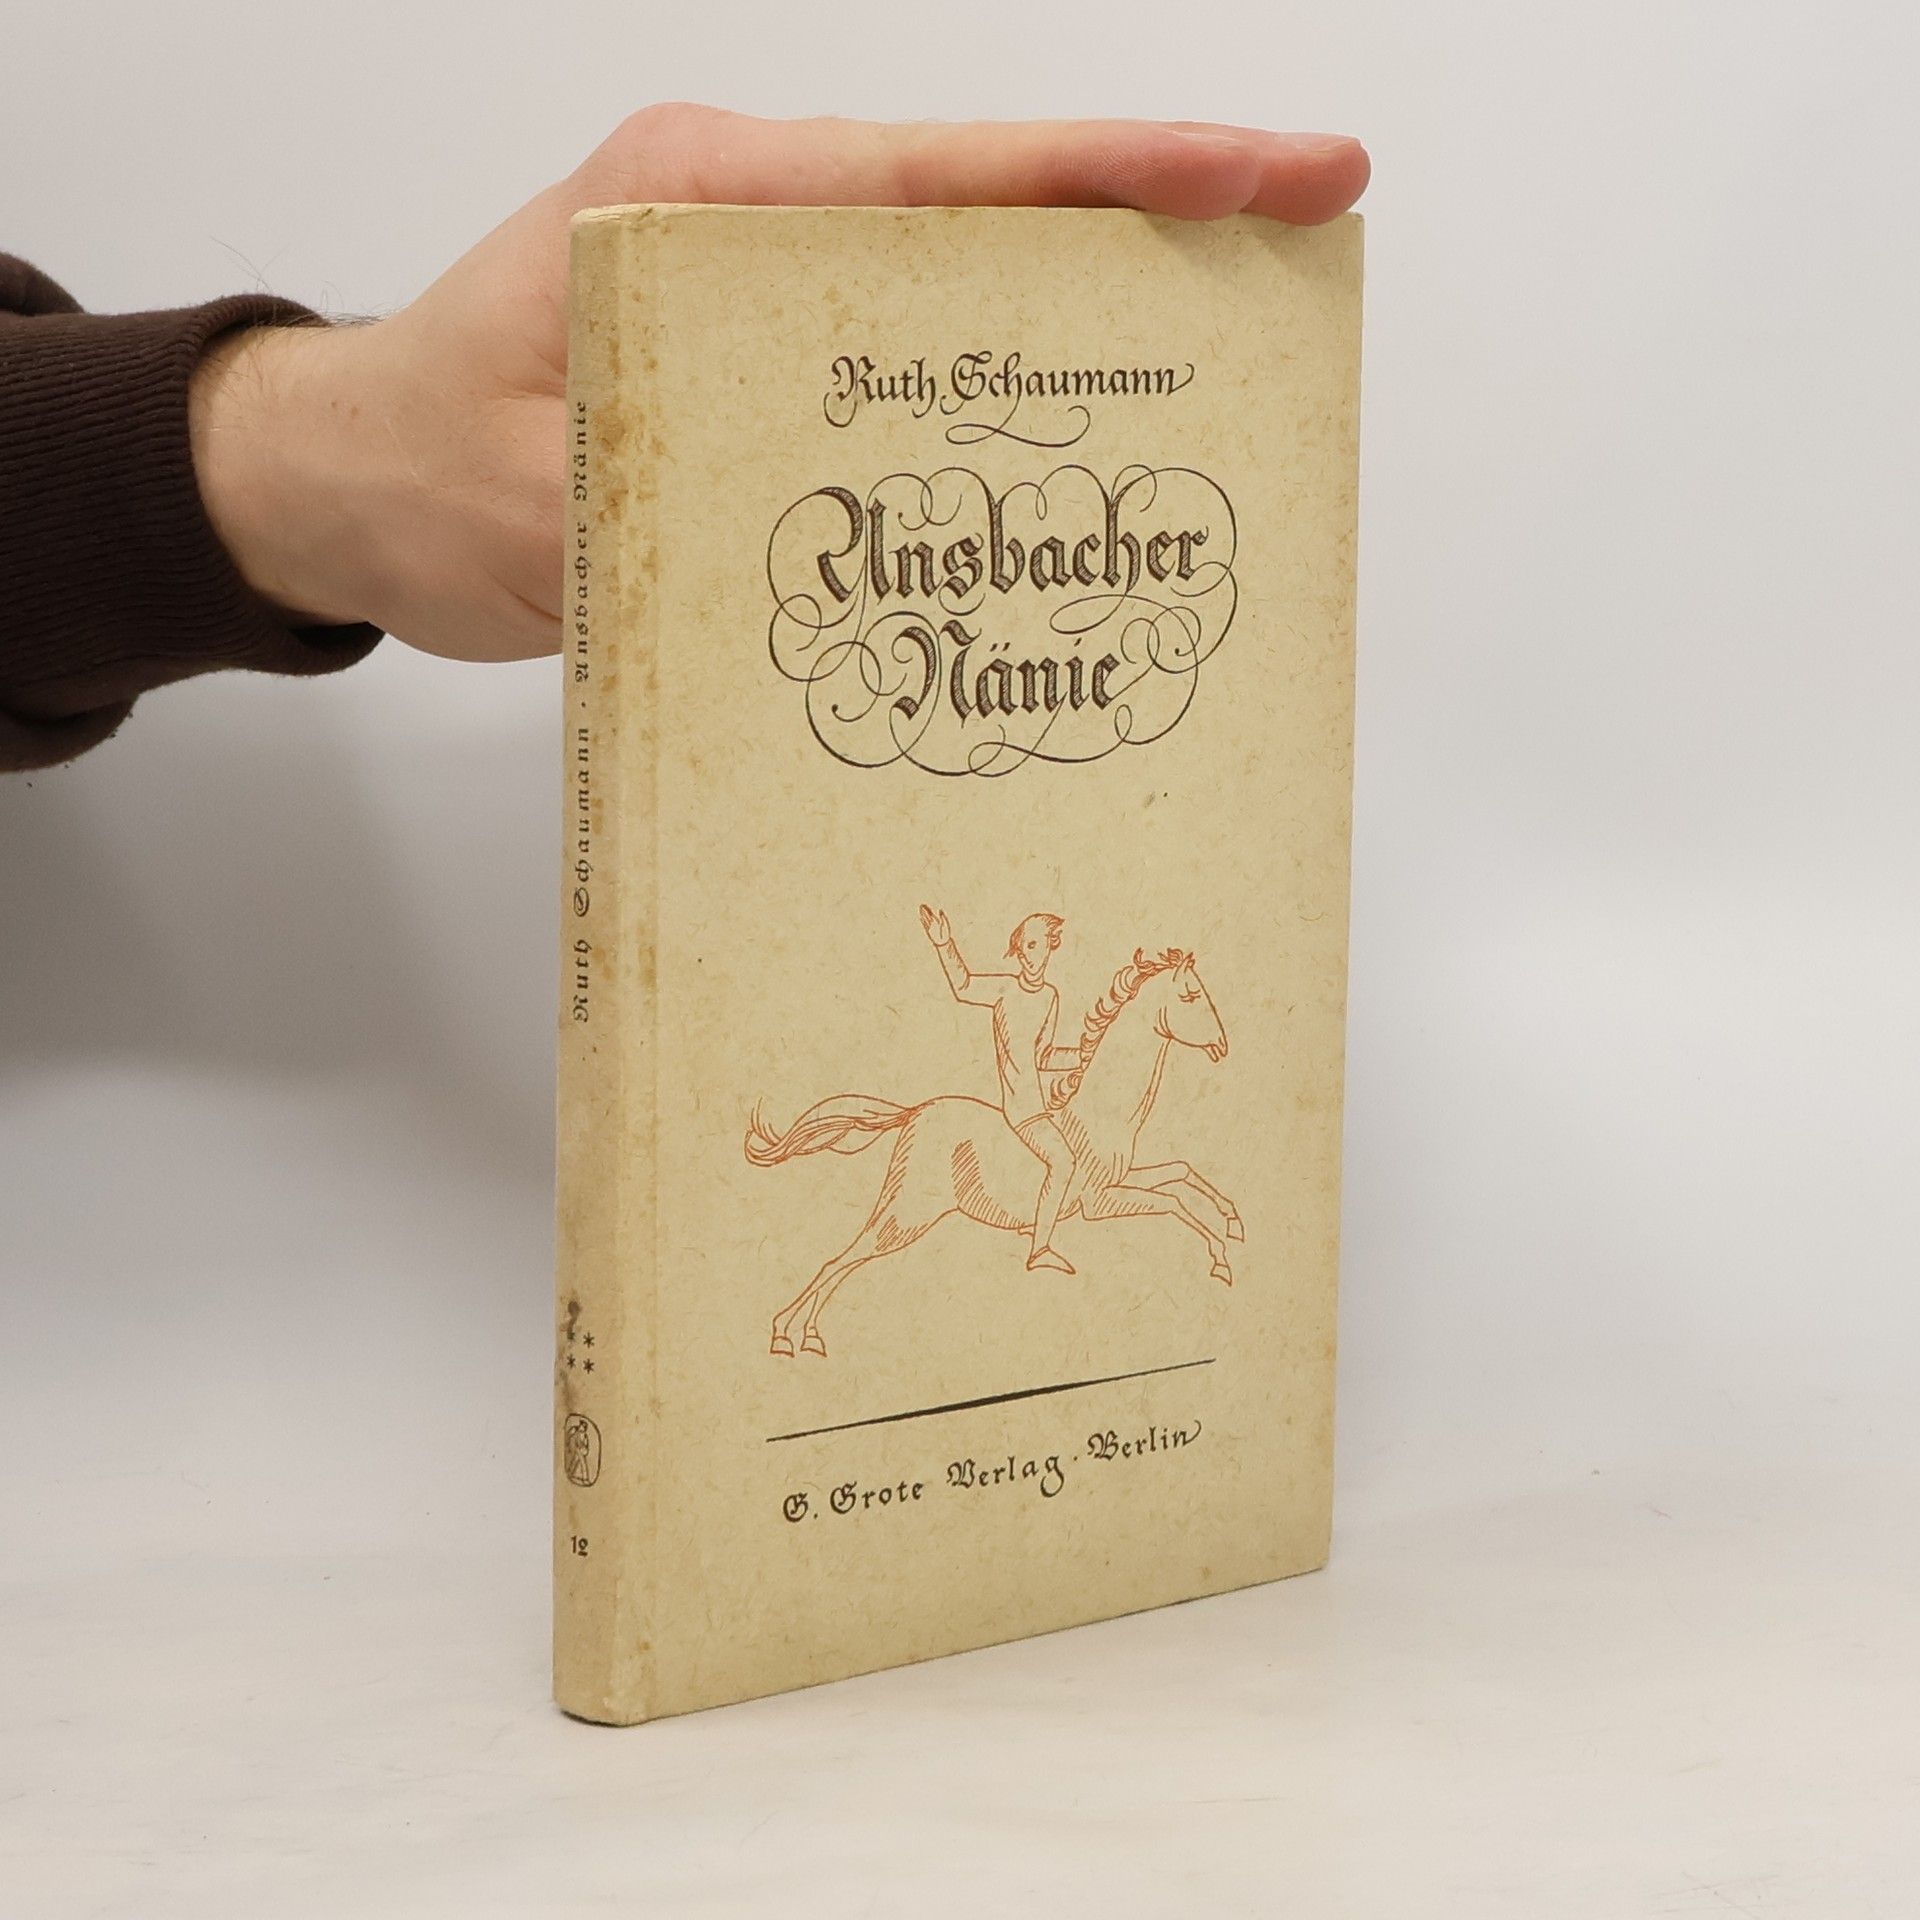 Ruth Schaumann
Ansbacher
Nänie
G. Grote Verlag · Berlin
Ruth Schaumann · Ansbacher Nänie
12